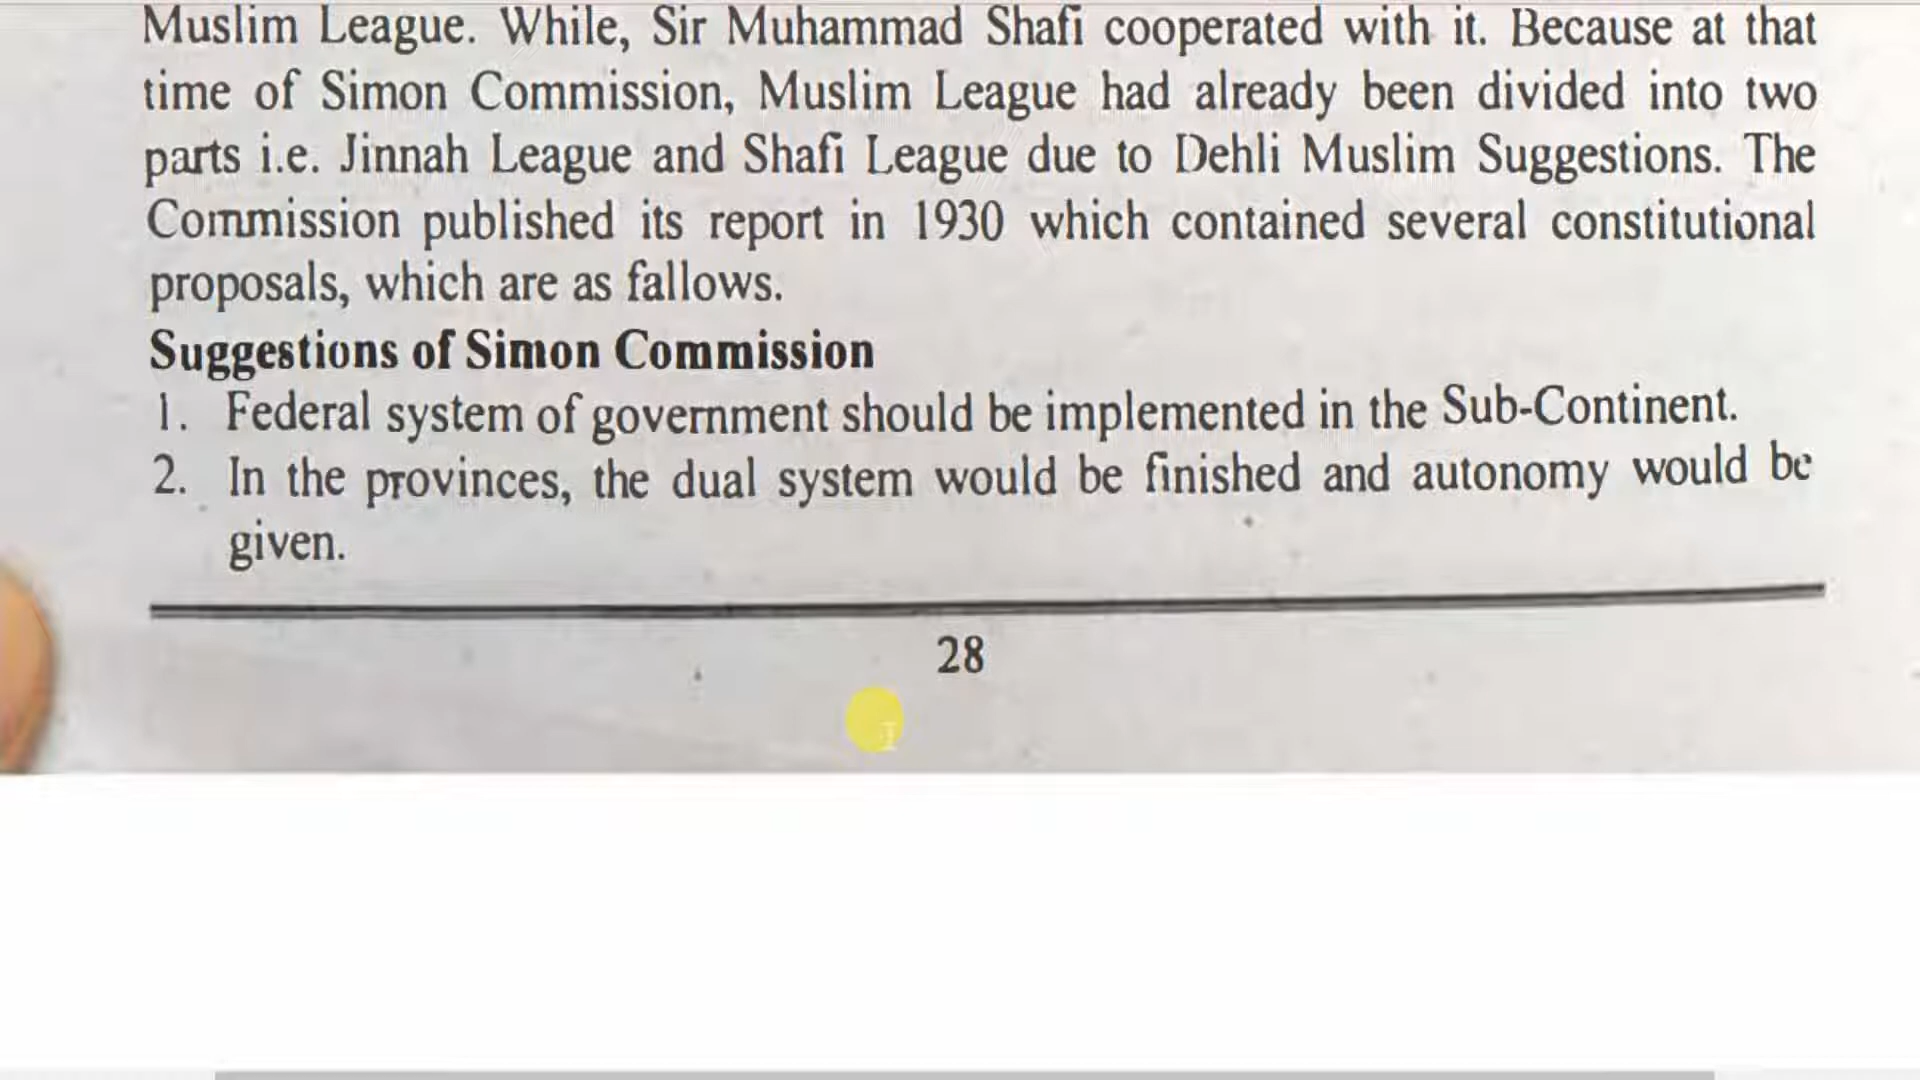 Muslim League. While, Sir Muhammad Shafi cooperated with it. Because at that
time of Simon Commission, Muslim League had already been divided into two
parts i.e. Jinnah League and Shafi League due to Dehli Muslim Suggestions. The
Commission published its report in 1930 which contained several constitutional
proposals, which are as fallows.
Suggestions of Simon Commission
1. Federal system of government should be implemented in the Sub-Continent.
2. In the provinces, the dual system would be finished and autonomy would be
given.
28